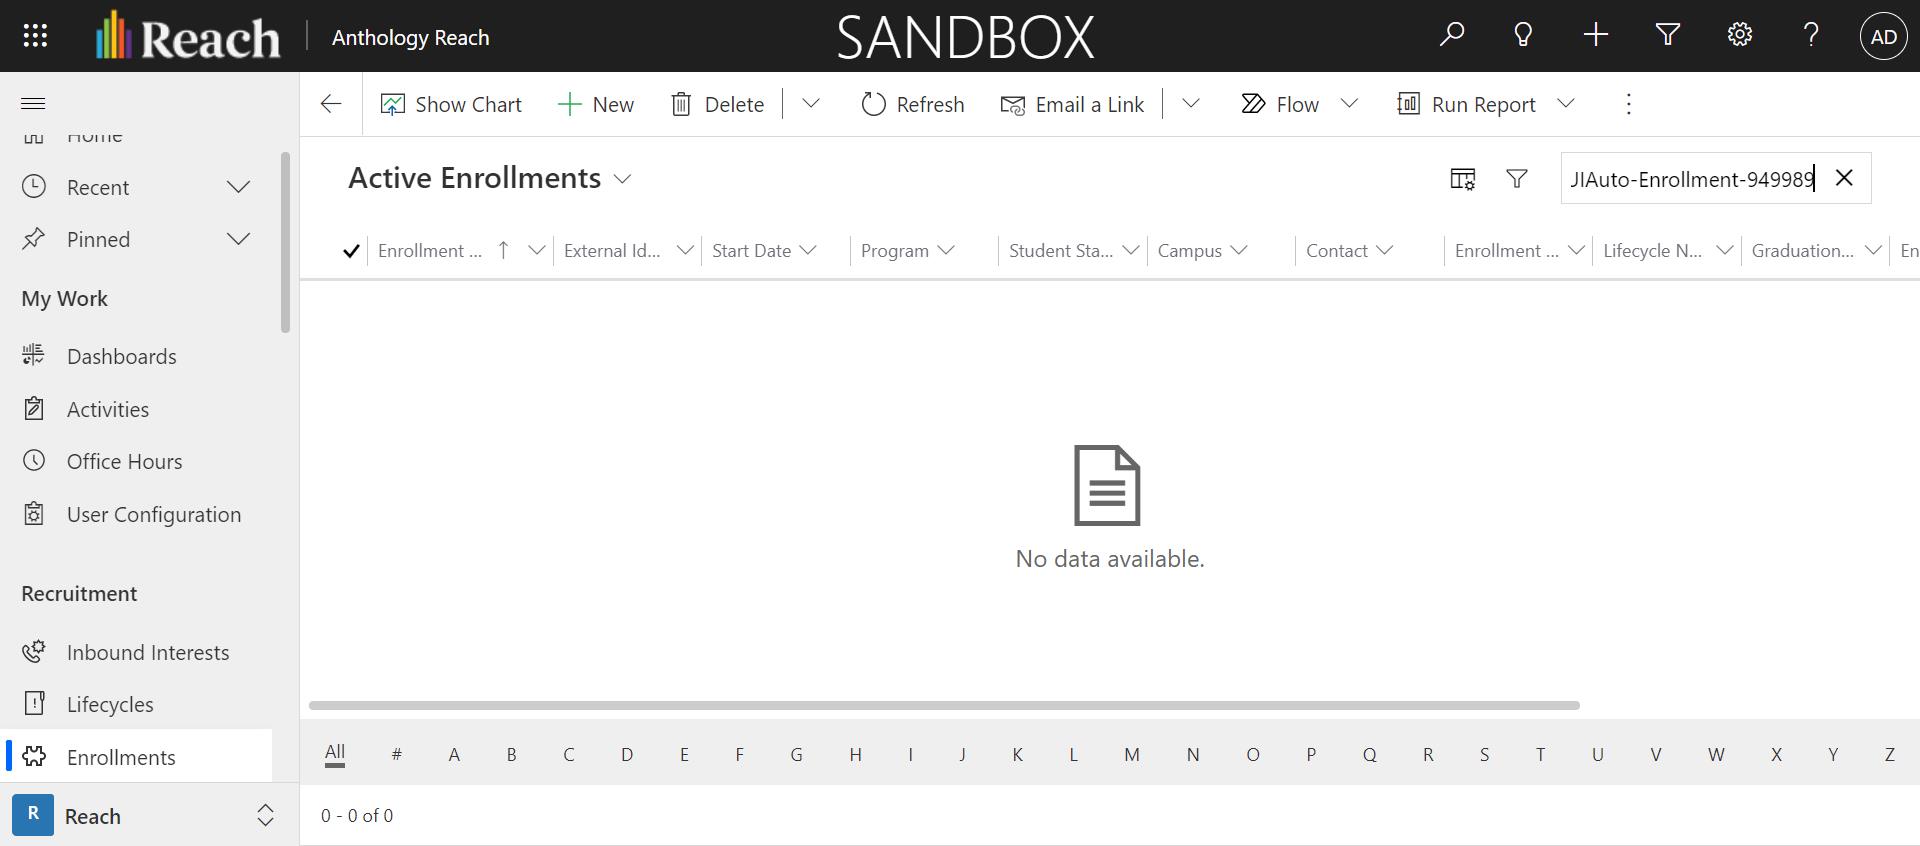 Reach Anthology Reach SANDBOX AD
Show Chart New Delete Refresh Email a Link Flow Run Report
Home
Recent
Pinned
My Work
Dashboards
Activities
Office Hours
User Configuration
Recruitment
Inbound Interests
Lifecycles
Enrollments
R Reach
Active Enrollments JIAuto-Enrollment-949989
Enrollment ... External Id... Start Date Program Student Sta... Campus Contact Enrollment ... Lifecycle N... Graduation... En
No data available.
All # A B C D E F G H I J K L M N O P Q R S T U V W X Y Z
0 - 0 of 0